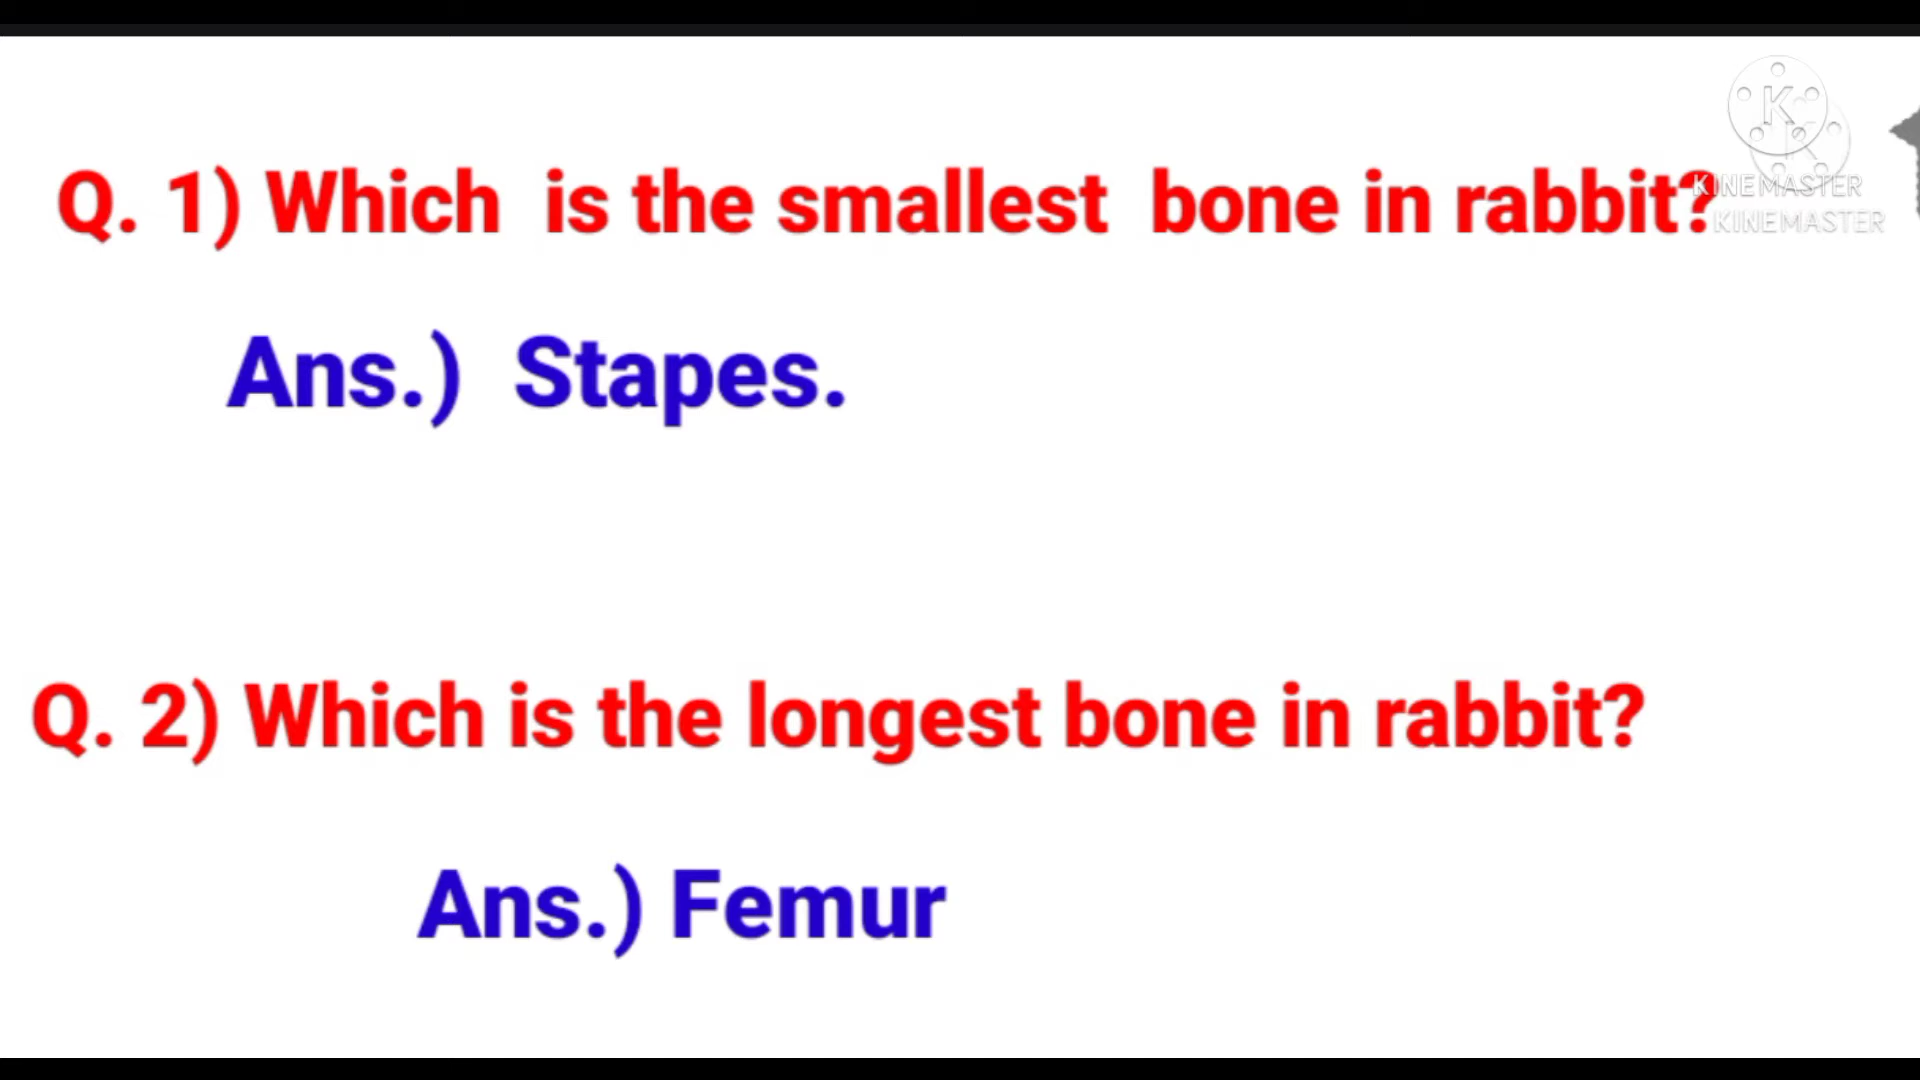 Q. 1) Which is the smallest bone in rabbit?
KINEMASTER
KINEMASTER
Ans.) Stapes.
Q. 2) Which is the longest bone in rabbit?
Ans.) Femur